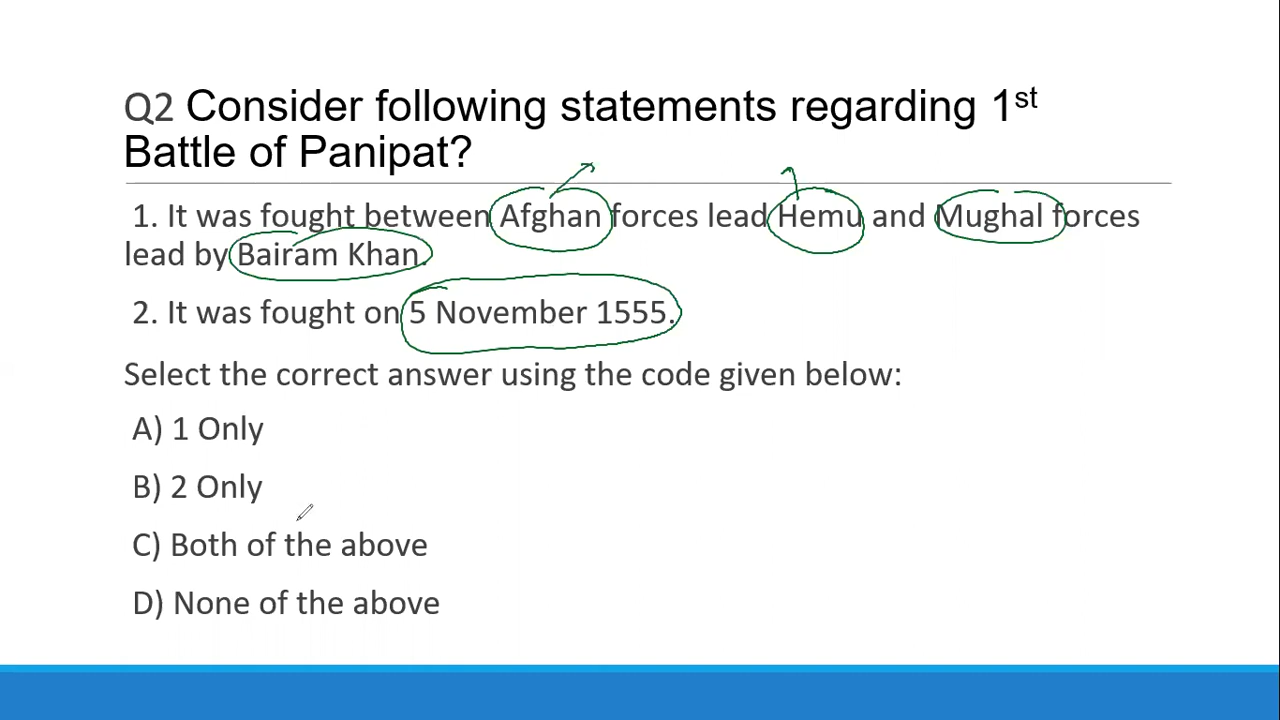 Q2 Consider following statements regarding 1st
Battle of Panipat?
1. It was fought between Afghan forces lead Hemu and Mughal forces
lead by Bairam Khan.
2. It was fought on 5 November 1555.
Select the correct answer using the code given below:
A) 1 Only
B) 2 Only
C) Both of the above
D) None of the above